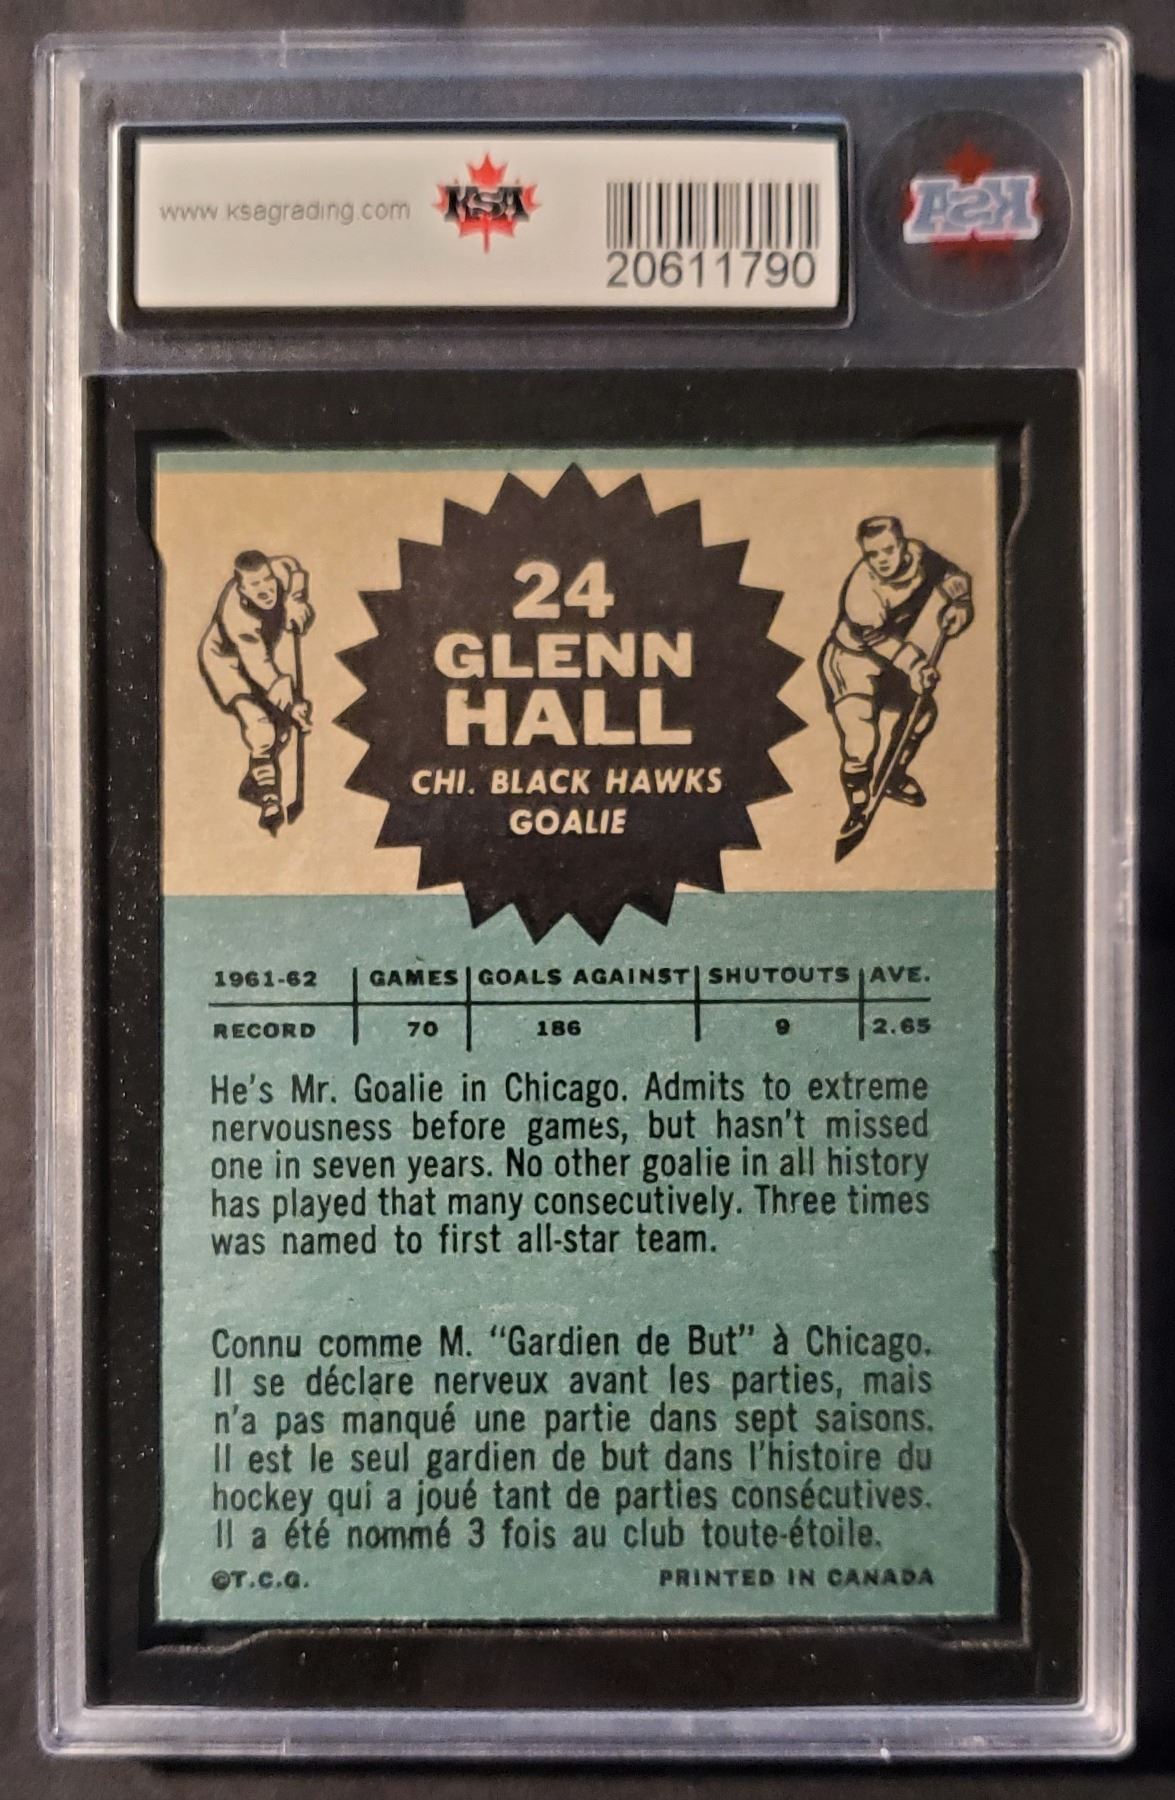 www.ksagrading.com
KSA
20611790
KSA
24
GLENN
HALL
CHI. BLACK HAWKS
GOALIE
1961-62 GAMES GOALS AGAINST SHUTOUTS AVE.
RECORD 70 186 9 2.65
He's Mr. Goalie in Chicago. Admits to extreme
nervousness before games, but hasn't missed
one in seven years. No other goalie in all history
has played that many consecutively. Three times
was named to first all-star team.
Connu comme M. "Gardien de But" à Chicago.
Il se déclare nerveux avant les parties, mais
n'a pas manqué une partie dans sept saisons.
Il est le seul gardien de but dans l'histoire du
hockey qui a joué tant de parties consécutives.
Il a été nommé 3 fois au club toute-étoile.
©T.C.G. PRINTED IN CANADA